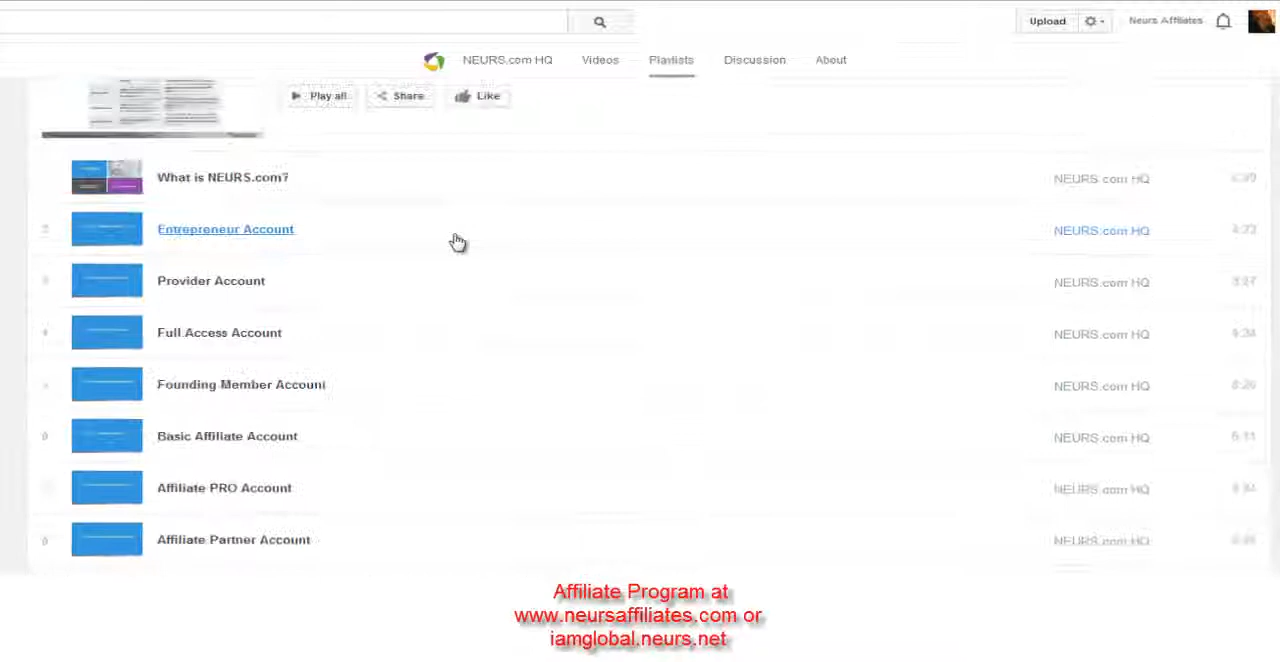 Upload
Neurs Affiliates
NEURS.com HQ
Videos
Playlists
Discussion
About
Play all
Share
Like
What is NEURS.com?
NEURS.com HQ
Entrepreneur Account
NEURS.com HQ
Provider Account
NEURS.com HQ
Full Access Account
NEURS.com HQ
Founding Member Account
NEURS.com HQ
Basic Affiliate Account
NEURS.com HQ
Affiliate PRO Account
NEURS.com HQ
Affiliate Partner Account
NEURS.com HQ
Affiliate Program at
www.neursaffiliates.com or
iamglobal.neurs.net